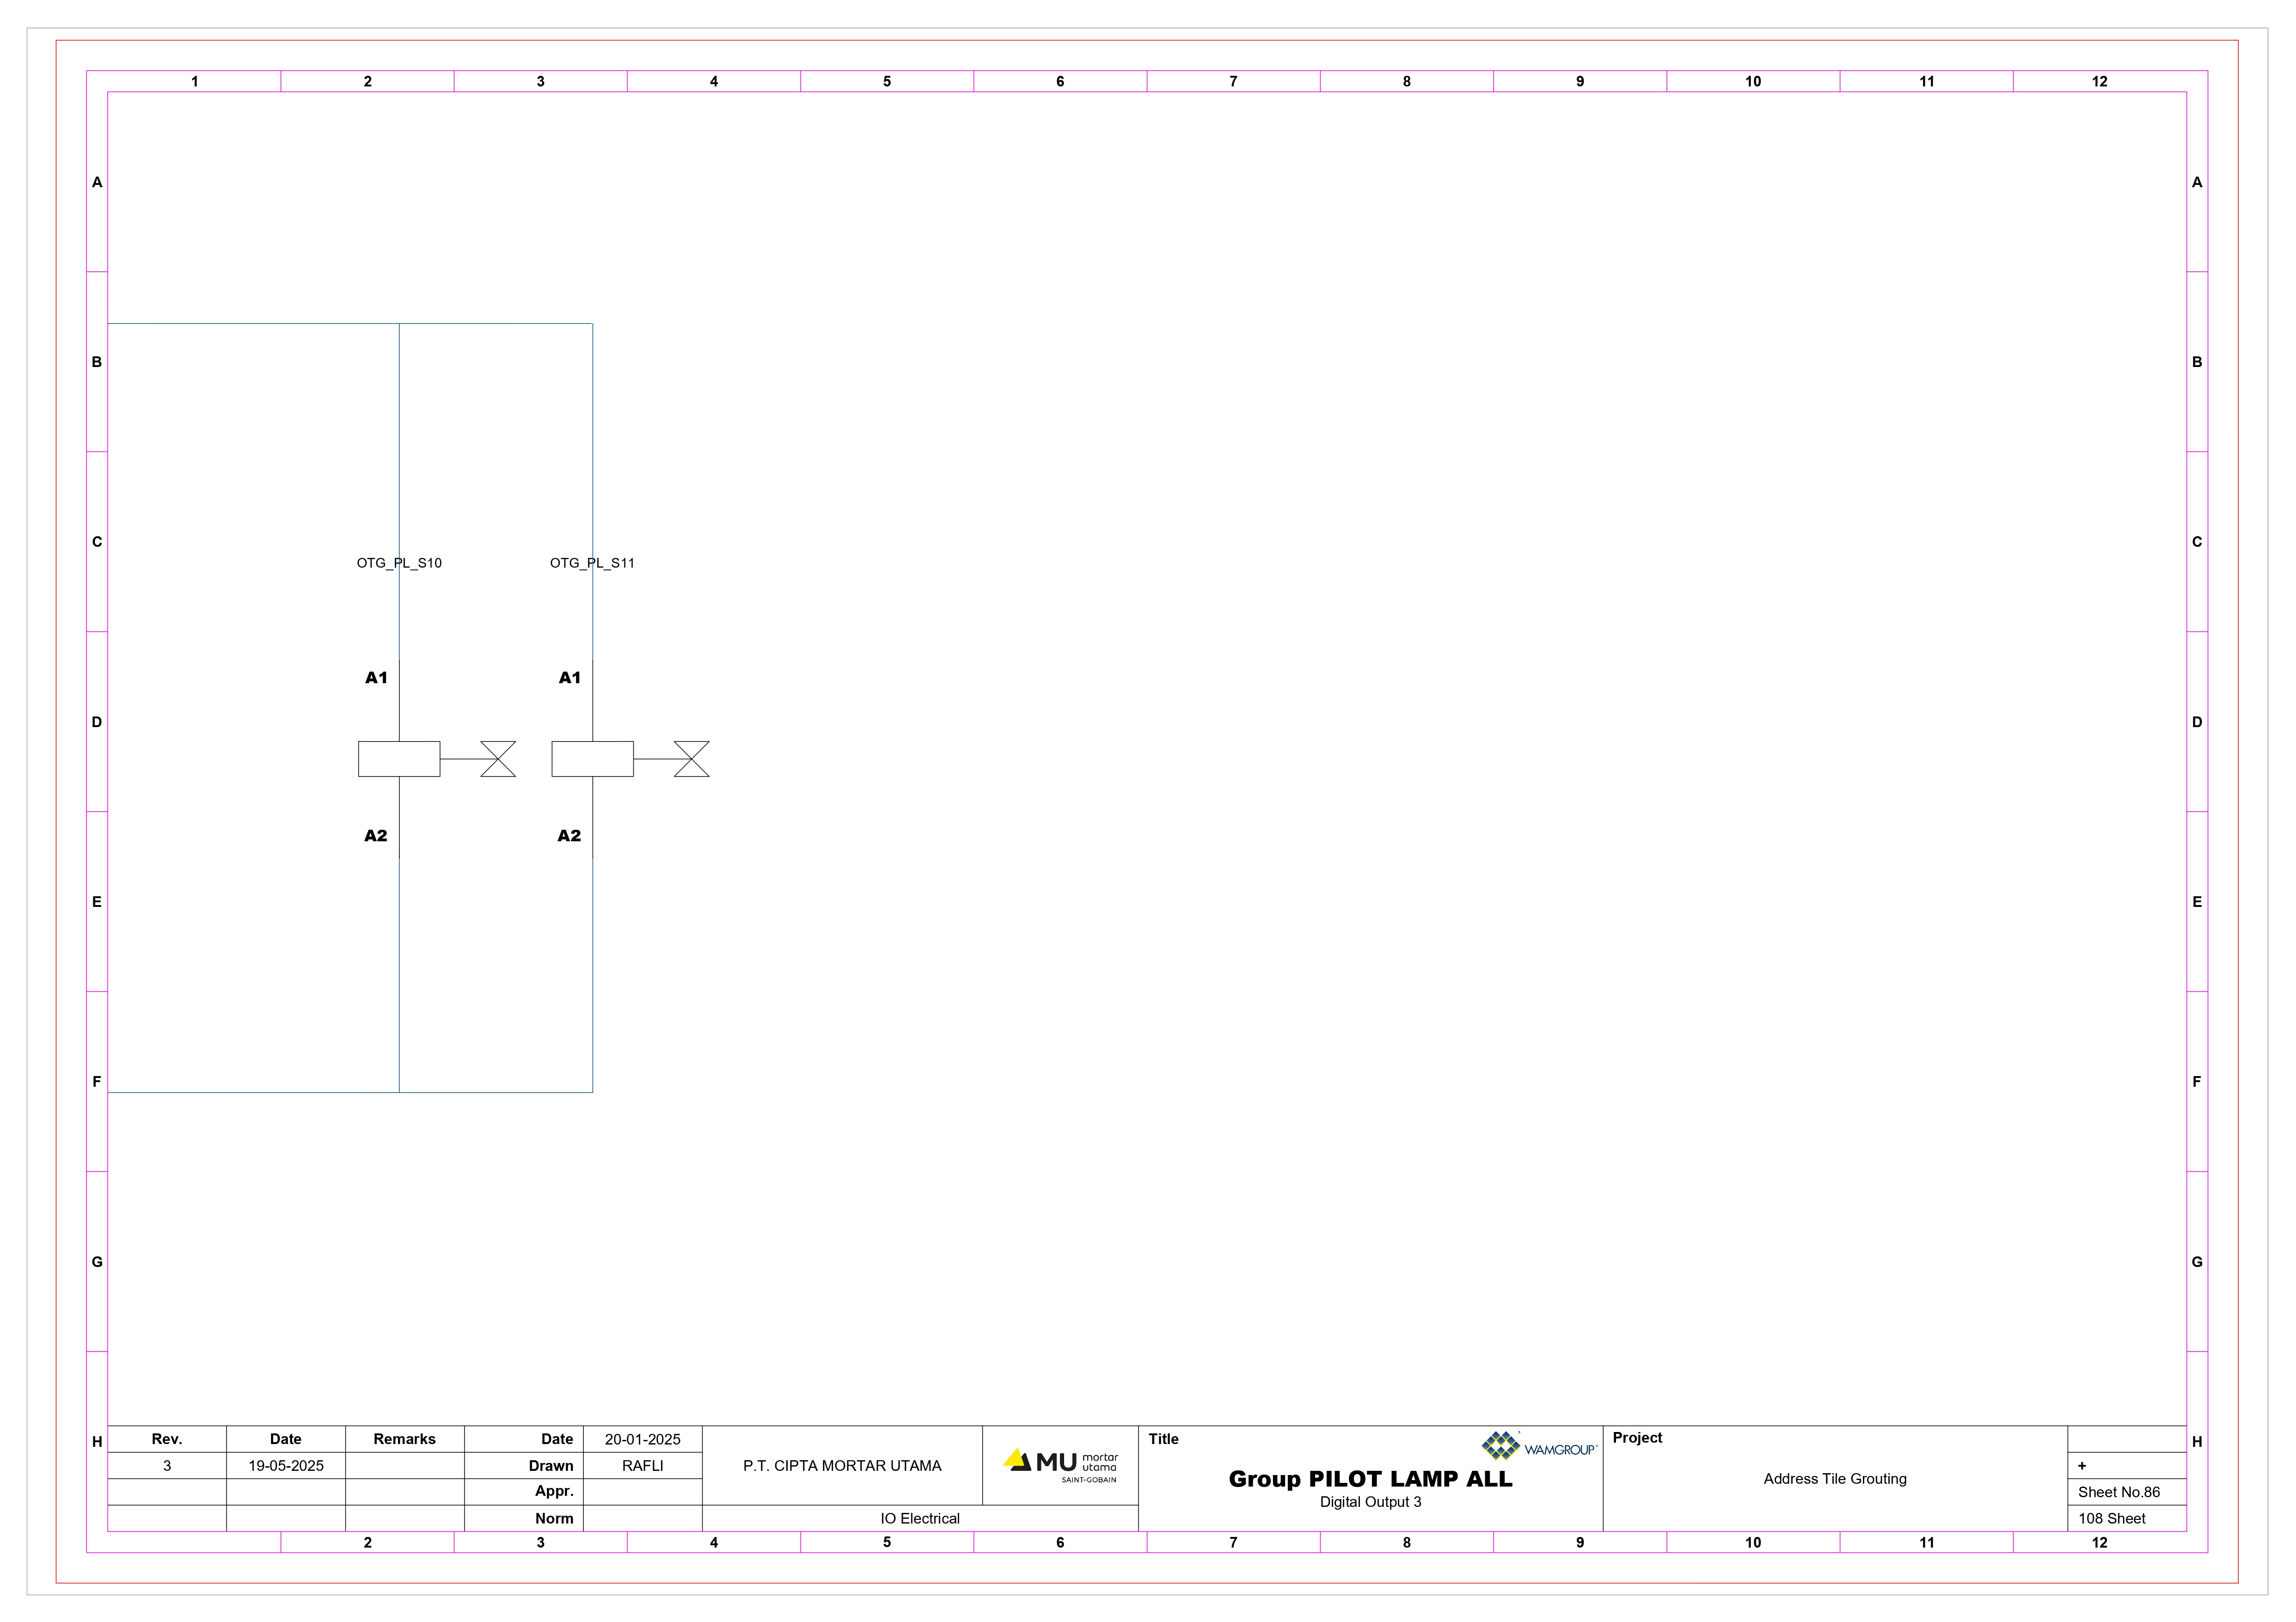 1 2 3 4 5 6 7 8 9 10 11 12
A A
B B
C C
OTG_PL_S10 OTG_PL_S11
A1 A1
D D
A2 A2
E E
F F
G G
H H
Rev. Date Remarks Date 20-01-2025
3 19-05-2025 Drawn RAFLI
Appr.
Norm
P.T. CIPTA MORTAR UTAMA
MU mortar utama
SAINT-GOBAIN
IO Electrical
Title
WAMGROUP
Group PILOT LAMP ALL
Digital Output 3
Project
Address Tile Grouting
+
Sheet No.86
108 Sheet
2 3 4 5 6 7 8 9 10 11 12